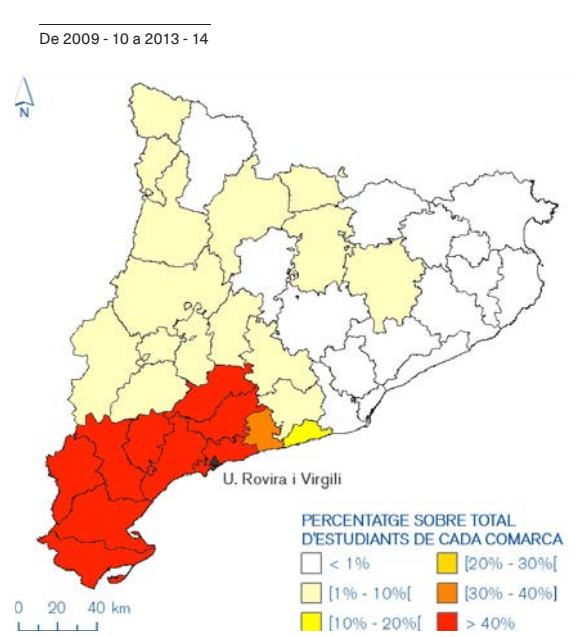 De 2009 - 10 a 2013 - 14
N
U. Rovira i Virgili
PERCENTATGE SOBRE TOTAL
D'ESTUDIANTS DE CADA COMARCA
< 1% [20% - 30%[
[1% - 10%[ [30% - 40%]
[10% - 20%[ > 40%
0 20 40 km